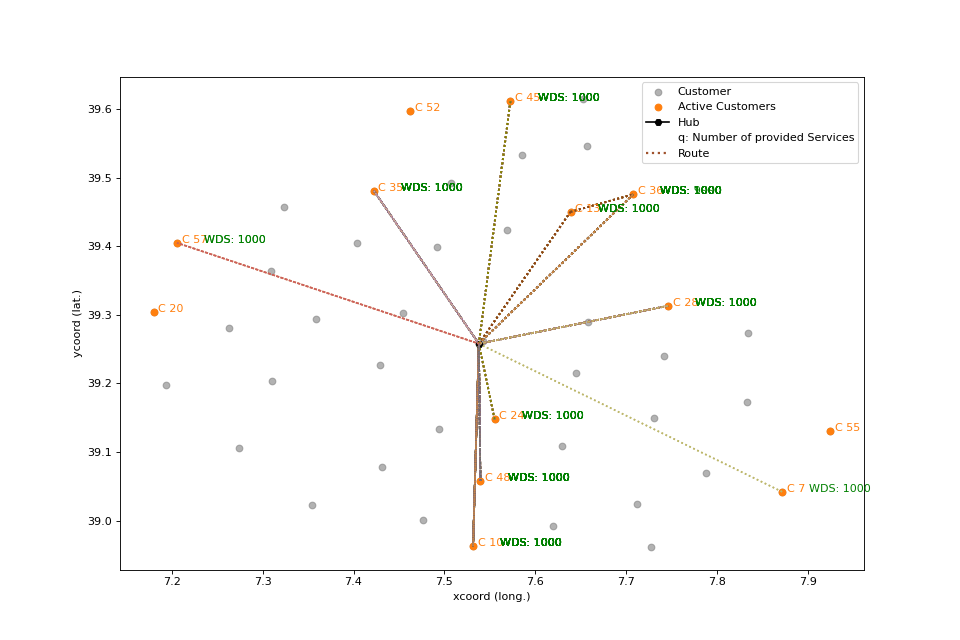 Customer
Active Customers
Hub
q: Number of provided Services
Route
C 45 WDS: 1000
C 52
C 35 WDS: 1000
C 36 WDS: 1000
WDS: 1000
C 57 WDS: 1000
C 20
C 28 WDS: 1000
C 24 WDS: 1000
C 55
C 48 WDS: 1000
C 7 WDS: 1000
C 10 WDS: 1000
39.6
39.5
39.4
39.3
39.2
39.1
39.0
ycoord (lat.)
7.2 7.3 7.4 7.5 7.6 7.7 7.8 7.9
xcoord (long.)